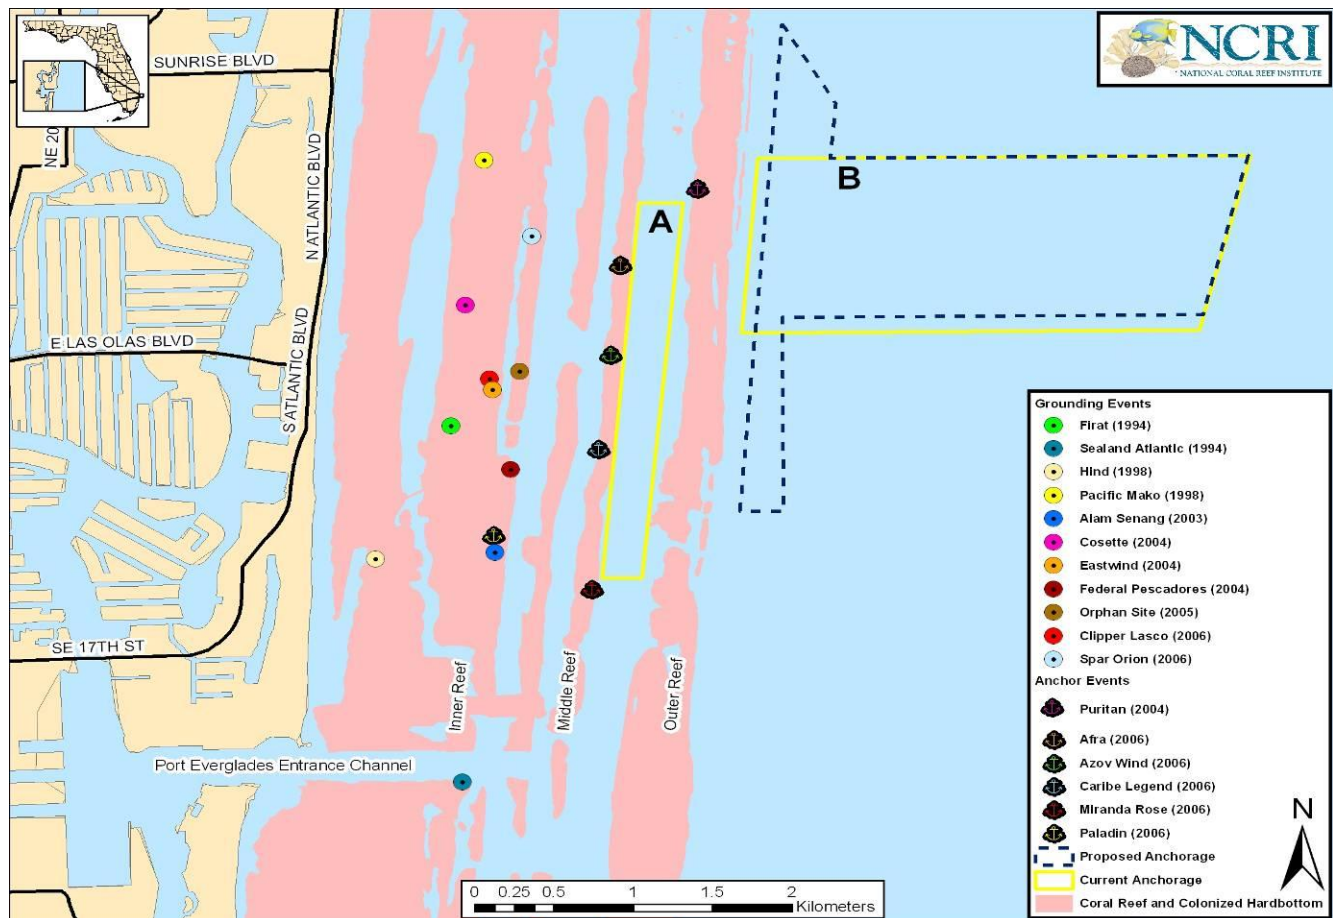 SUNRISE BLVD
NCRI
NATIONAL CORAL REEF INSTITUTE
NE 20
N ATLANTIC BLVD
A
B
E LAS OLAS BLVD
S ATLANTIC BLVD
SE 17TH ST
Inner Reef
Middle Reef
Outer Reef
Port Everglades Entrance Channel
Grounding Events
Firat (1994)
Sealand Atlantic (1994)
Hind (1998)
Pacific Mako (1998)
Alam Senang (2003)
Cosette (2004)
Eastwind (2004)
Federal Pescadores (2004)
Orphan Site (2005)
Clipper Lasco (2006)
Spar Orion (2006)
Anchor Events
Puritan (2004)
Afra (2006)
Azov Wind (2006)
Caribe Legend (2006)
Miranda Rose (2006)
Paladin (2006)
Proposed Anchorage
Current Anchorage
Coral Reef and Colonized Hardbottom
N
0 0.25 0.5 1 1.5 2
Kilometers